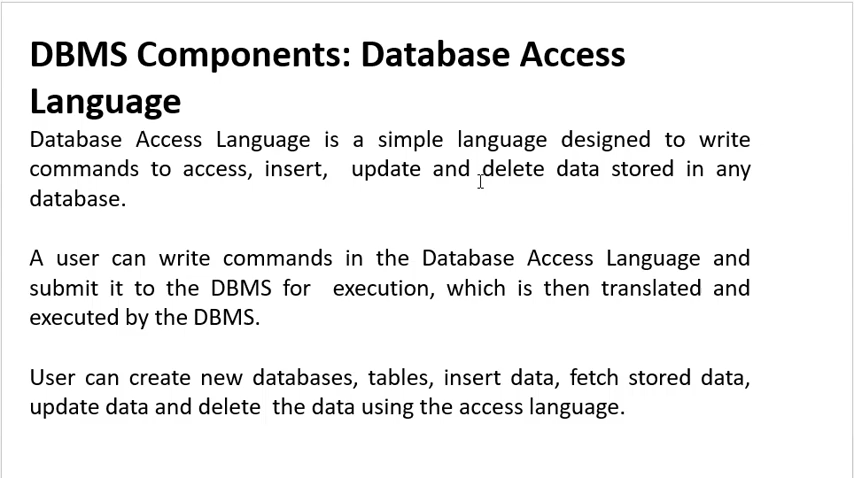 DBMS Components: Database Access
Language
Database Access Language is a simple language designed to write
commands to access, insert, update and delete data stored in any
database.
A user can write commands in the Database Access Language and
submit it to the DBMS for execution, which is then translated and
executed by the DBMS.
User can create new databases, tables, insert data, fetch stored data,
update data and delete the data using the access language.